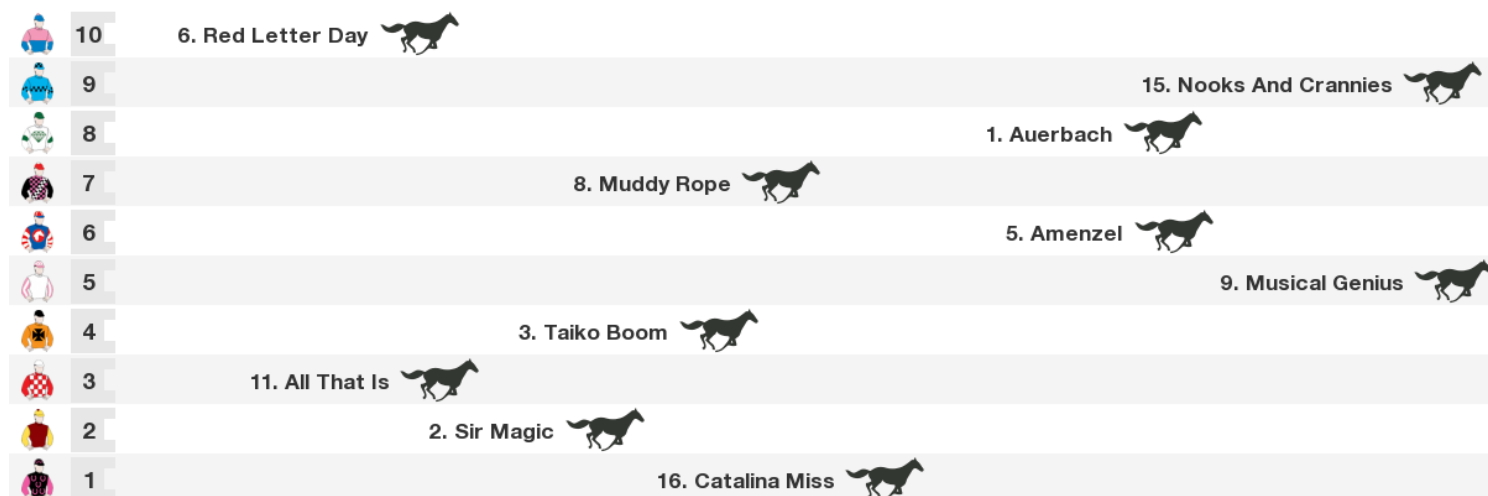 10 6. Red Letter Day
9 15. Nooks And Crannies
8 1. Auerbach
7 8. Muddy Rope
6 5. Amenzel
5 9. Musical Genius
4 3. Taiko Boom
3 11. All That Is
2 2. Sir Magic
1 16. Catalina Miss